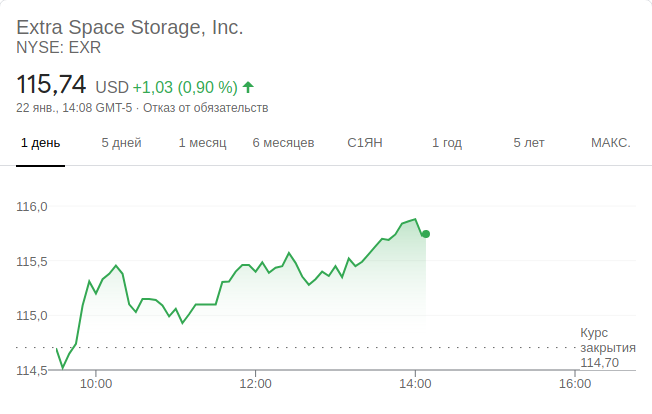 Extra Space Storage, Inc.
NYSE: EXR
115,74 USD +1,03 (0,90 %)
22 янв., 14:08 GMT-5 · Отказ от обязательств
1 день 5 дней 1 месяц 6 месяцев С1ЯН 1 год 5 лет МАКС.
116,0
115,5
115,0
114,5
Курс
закрытия
114,70
10:00 12:00 14:00 16:00